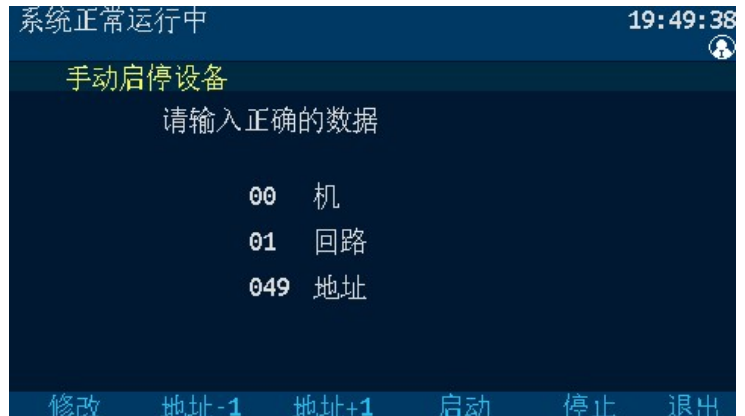 系统正常运行中 19:49:38
手动启停设备
请输入正确的数据
00 机
01 回路
049 地址
修改 地址-1 地址+1 启动 停止 退出